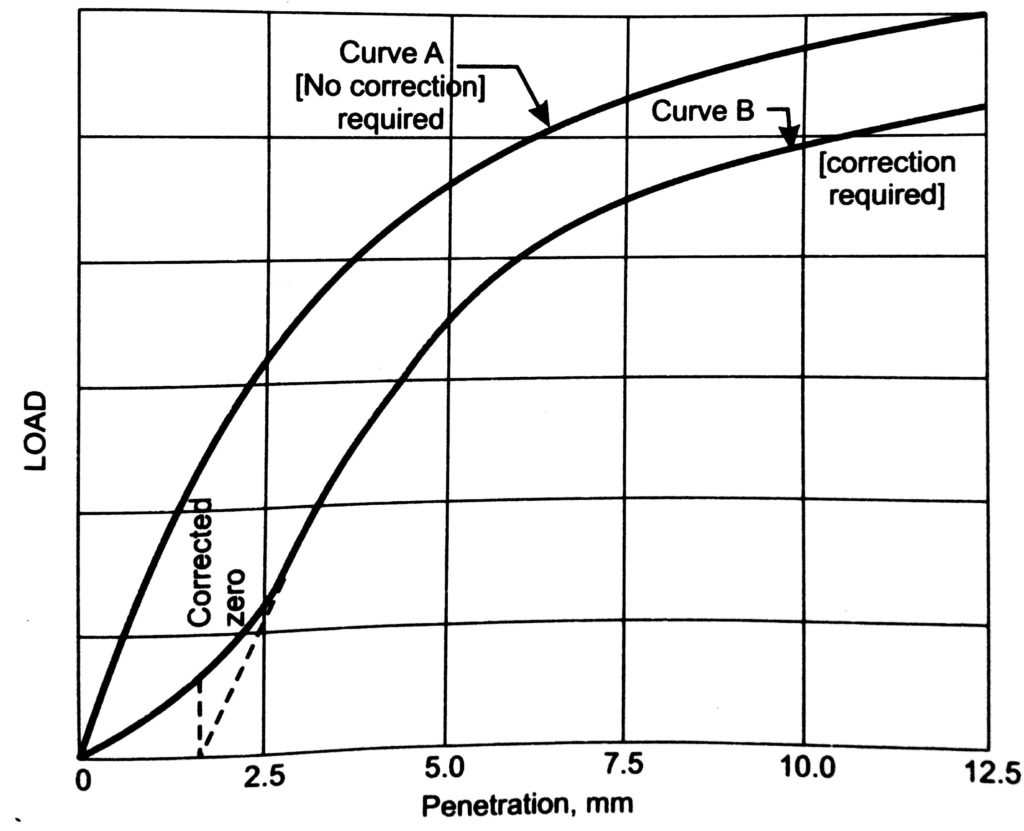 Curve A
[No correction]
required
Curve B
[correction
required]
LOAD
Corrected
zero
0
2.5
5.0
7.5
10.0
12.5
Penetration, mm